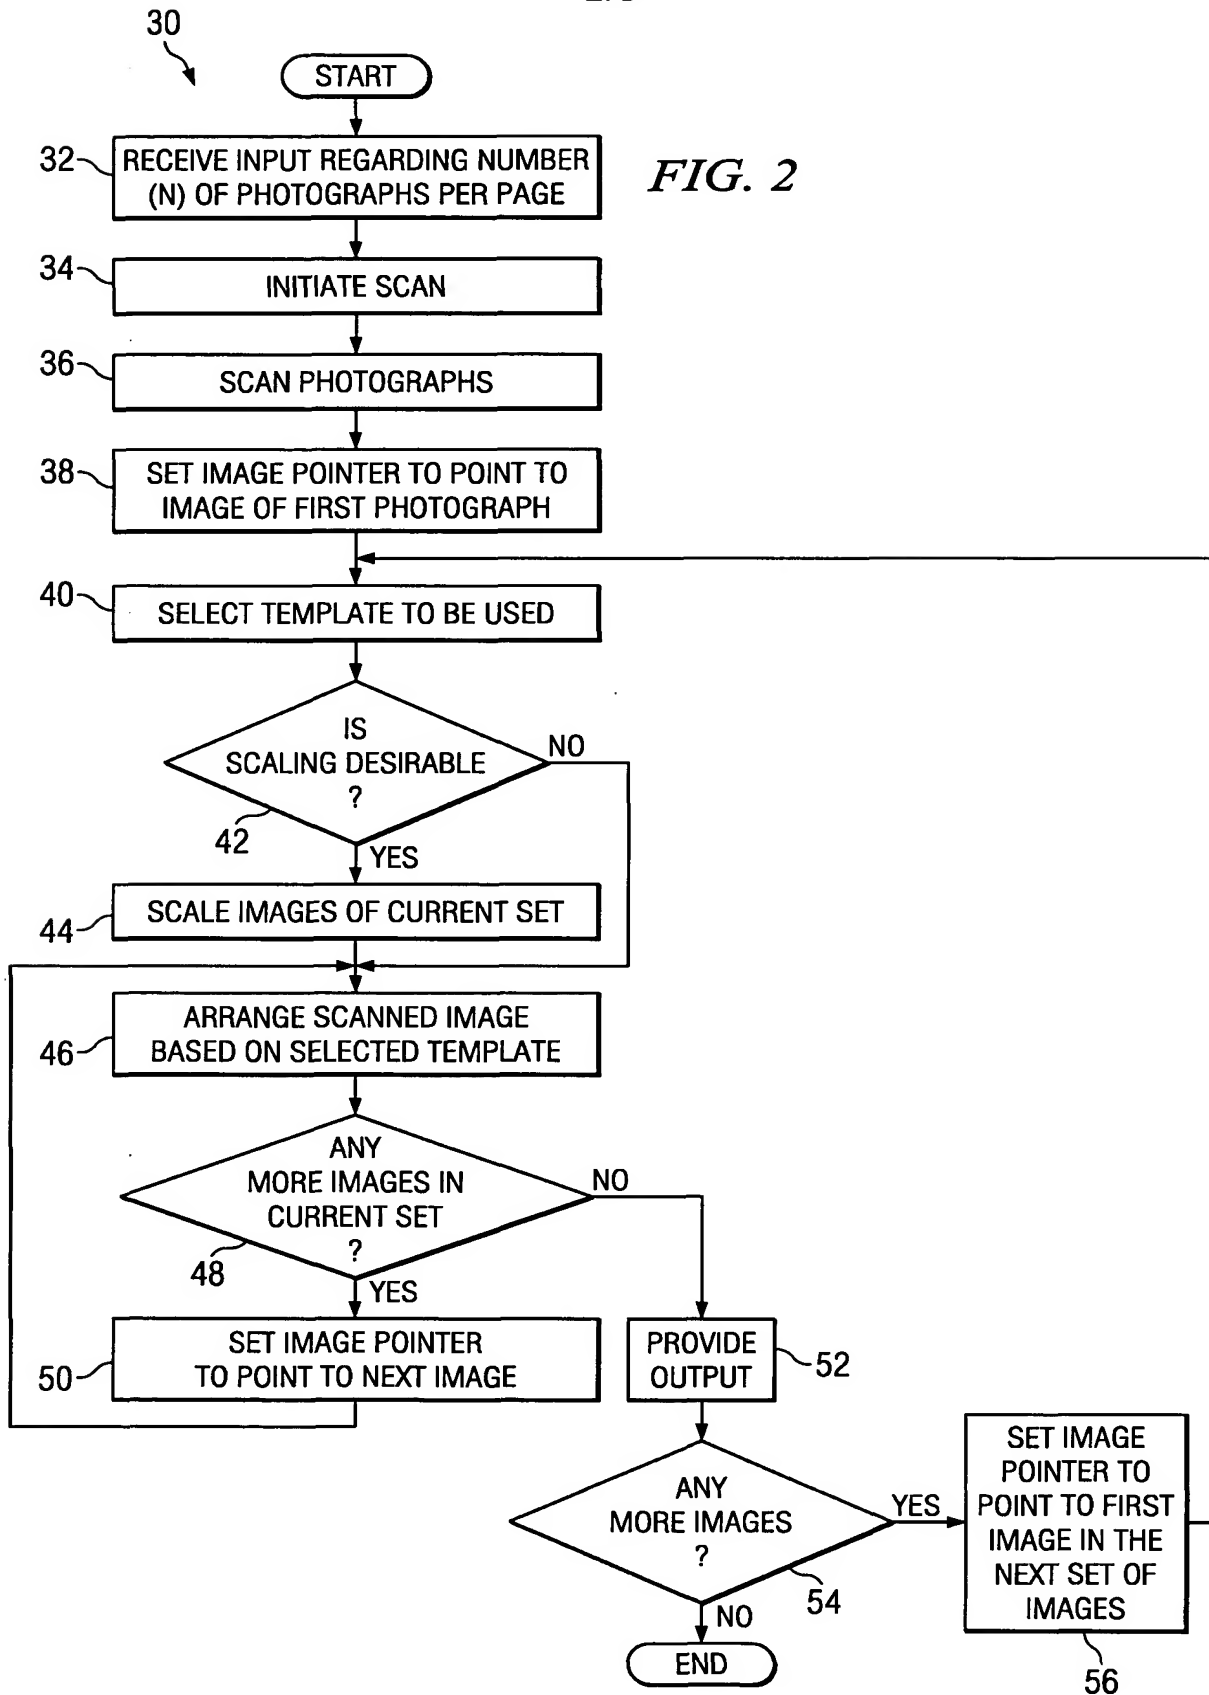 30
START
32
RECEIVE INPUT REGARDING NUMBER
(N) OF PHOTOGRAPHS PER PAGE
FIG. 2
34
INITIATE SCAN
36
SCAN PHOTOGRAPHS
38
SET IMAGE POINTER TO POINT TO
IMAGE OF FIRST PHOTOGRAPH
40
SELECT TEMPLATE TO BE USED
IS
SCALING DESIRABLE
?
NO
42
YES
44
SCALE IMAGES OF CURRENT SET
46
ARRANGE SCANNED IMAGE
BASED ON SELECTED TEMPLATE
ANY
MORE IMAGES IN
CURRENT SET
?
NO
48
YES
50
SET IMAGE POINTER
TO POINT TO NEXT IMAGE
PROVIDE
OUTPUT
52
ANY
MORE IMAGES
?
YES
54
NO
SET IMAGE
POINTER TO
POINT TO FIRST
IMAGE IN THE
NEXT SET OF
IMAGES
56
END